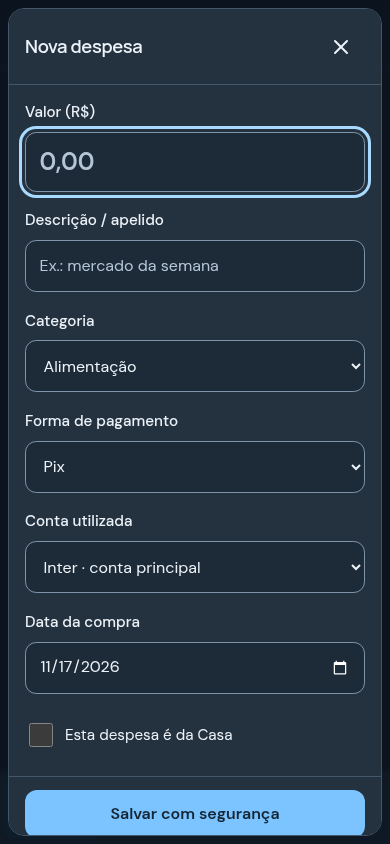 Nova despesa
Valor (R$)
0,00
Descrição / apelido
Ex.: mercado da semana
Categoria
Alimentação
Forma de pagamento
Pix
Conta utilizada
Inter · conta principal
Data da compra
11/17/2026
Esta despesa é da Casa
Salvar com segurança